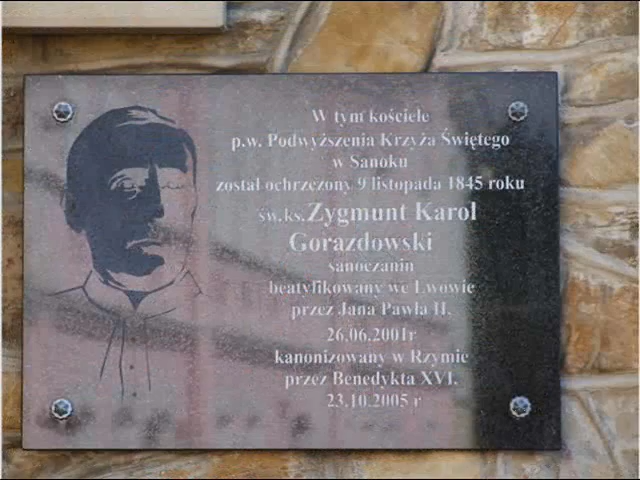 W tym kościele
p.w. Podwyższenia Krzyża Świętego
w Sanoku
został ochrzczony 9 listopada 1845 roku
św.ks.Zygmunt Karol
Gorazdowski
sanoczanin
beatyfikowany we Lwowie
przez Jana Pawła II,
26.06.2001r
kanonizowany w Rzymie
przez Benedykta XVI,
23.10.2005 r